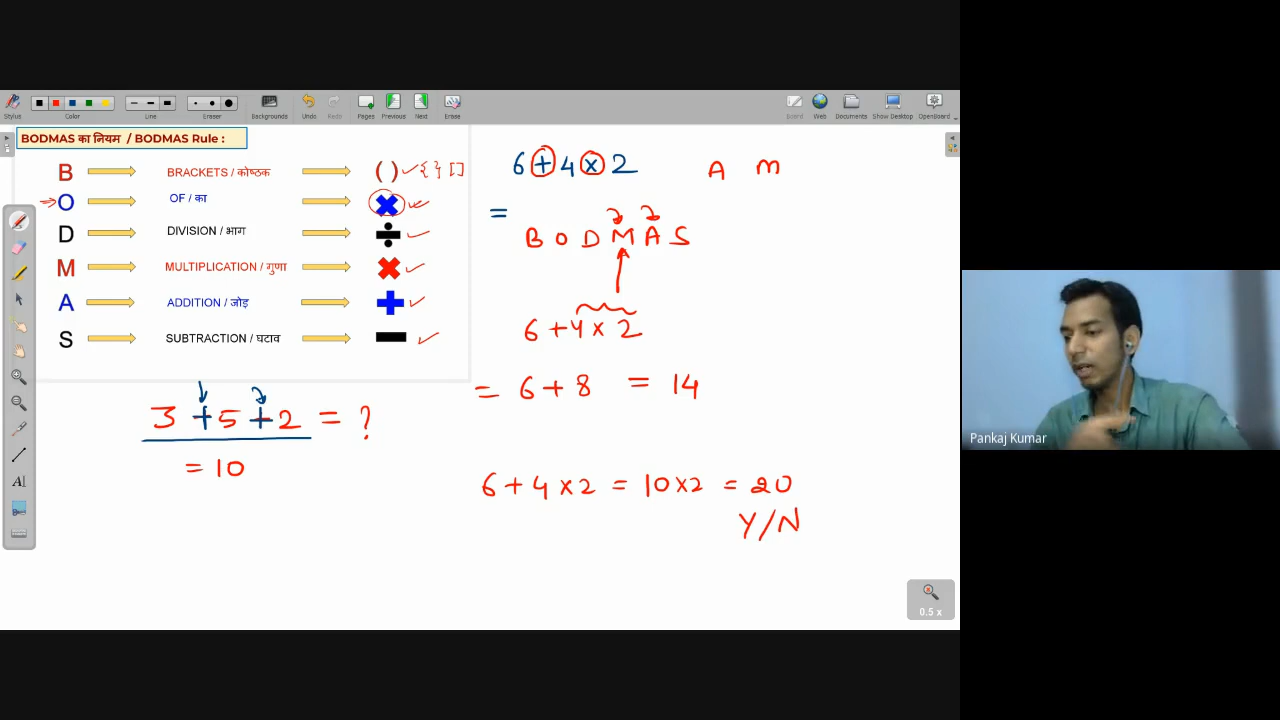 Stylus
Color
Line
Eraser
Backgrounds
Undo
Redo
Pages
Previous
Next
Erase
Board
Web
Documents
Show Desktop
OpenBoard
BODMAS का नियम / BODMAS Rule :
B BRACKETS / कोष्ठक ( ) { } [ ]
O OF / का ×
D DIVISION / भाग ÷
M MULTIPLICATION / गुणा ×
A ADDITION / जोड़ +
S SUBTRACTION / घटाव −
3 + 5 + 2 = ?
= 10
6 + 4 × 2
A M
=
B O D M A S
6 + 4 × 2
= 6 + 8 = 14
6 + 4 × 2 = 10 × 2 = 20
Y/N
0.5 x
Pankaj Kumar